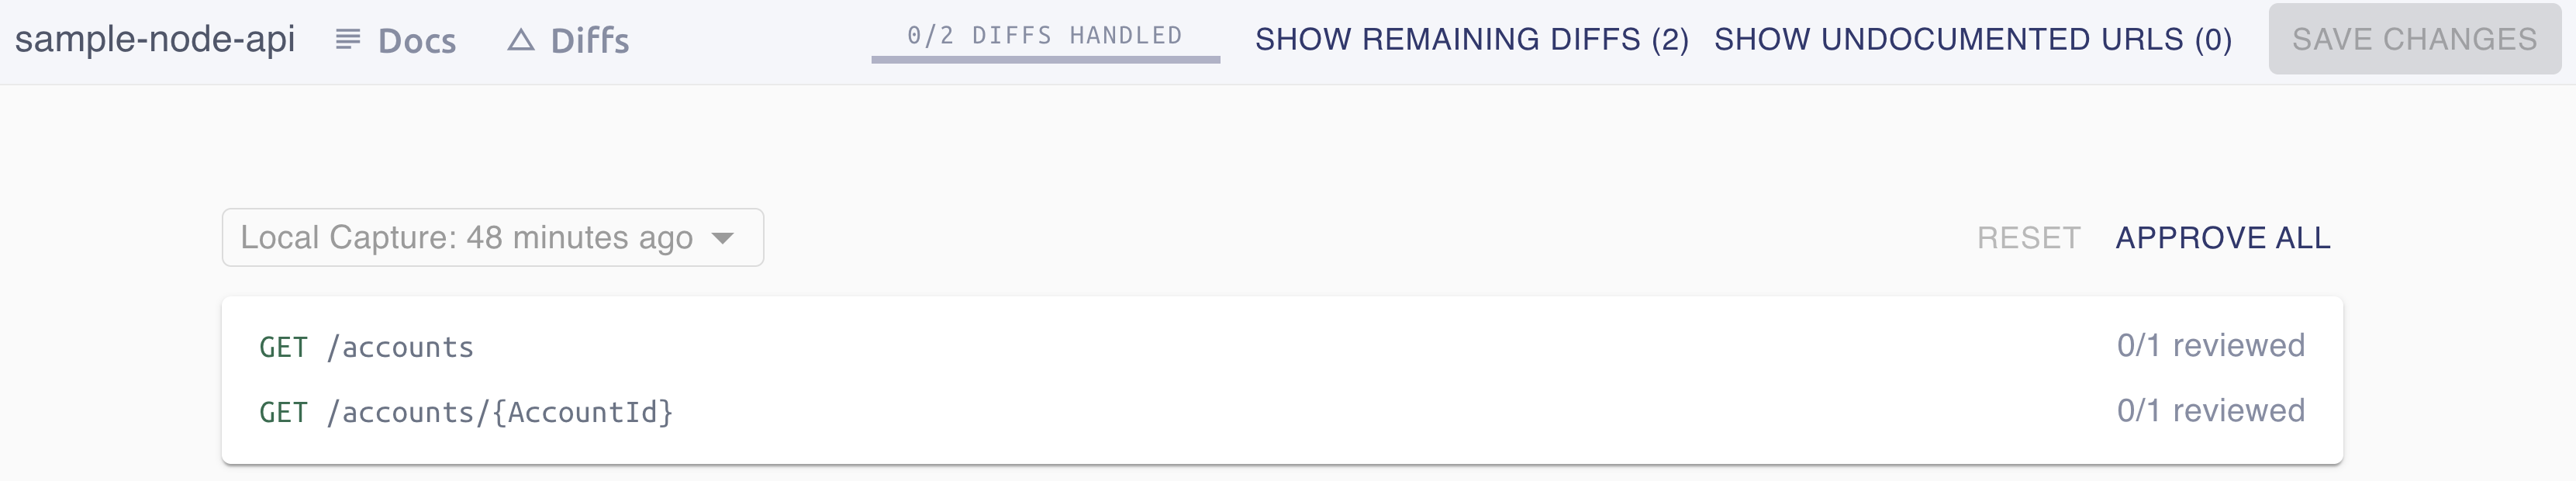 sample-node-api Docs Diffs 0/2 DIFFS HANDLED SHOW REMAINING DIFFS (2) SHOW UNDOCUMENTED URLS (0) SAVE CHANGES
Local Capture: 48 minutes ago RESET APPROVE ALL
GET /accounts 0/1 reviewed
GET /accounts/{AccountId} 0/1 reviewed